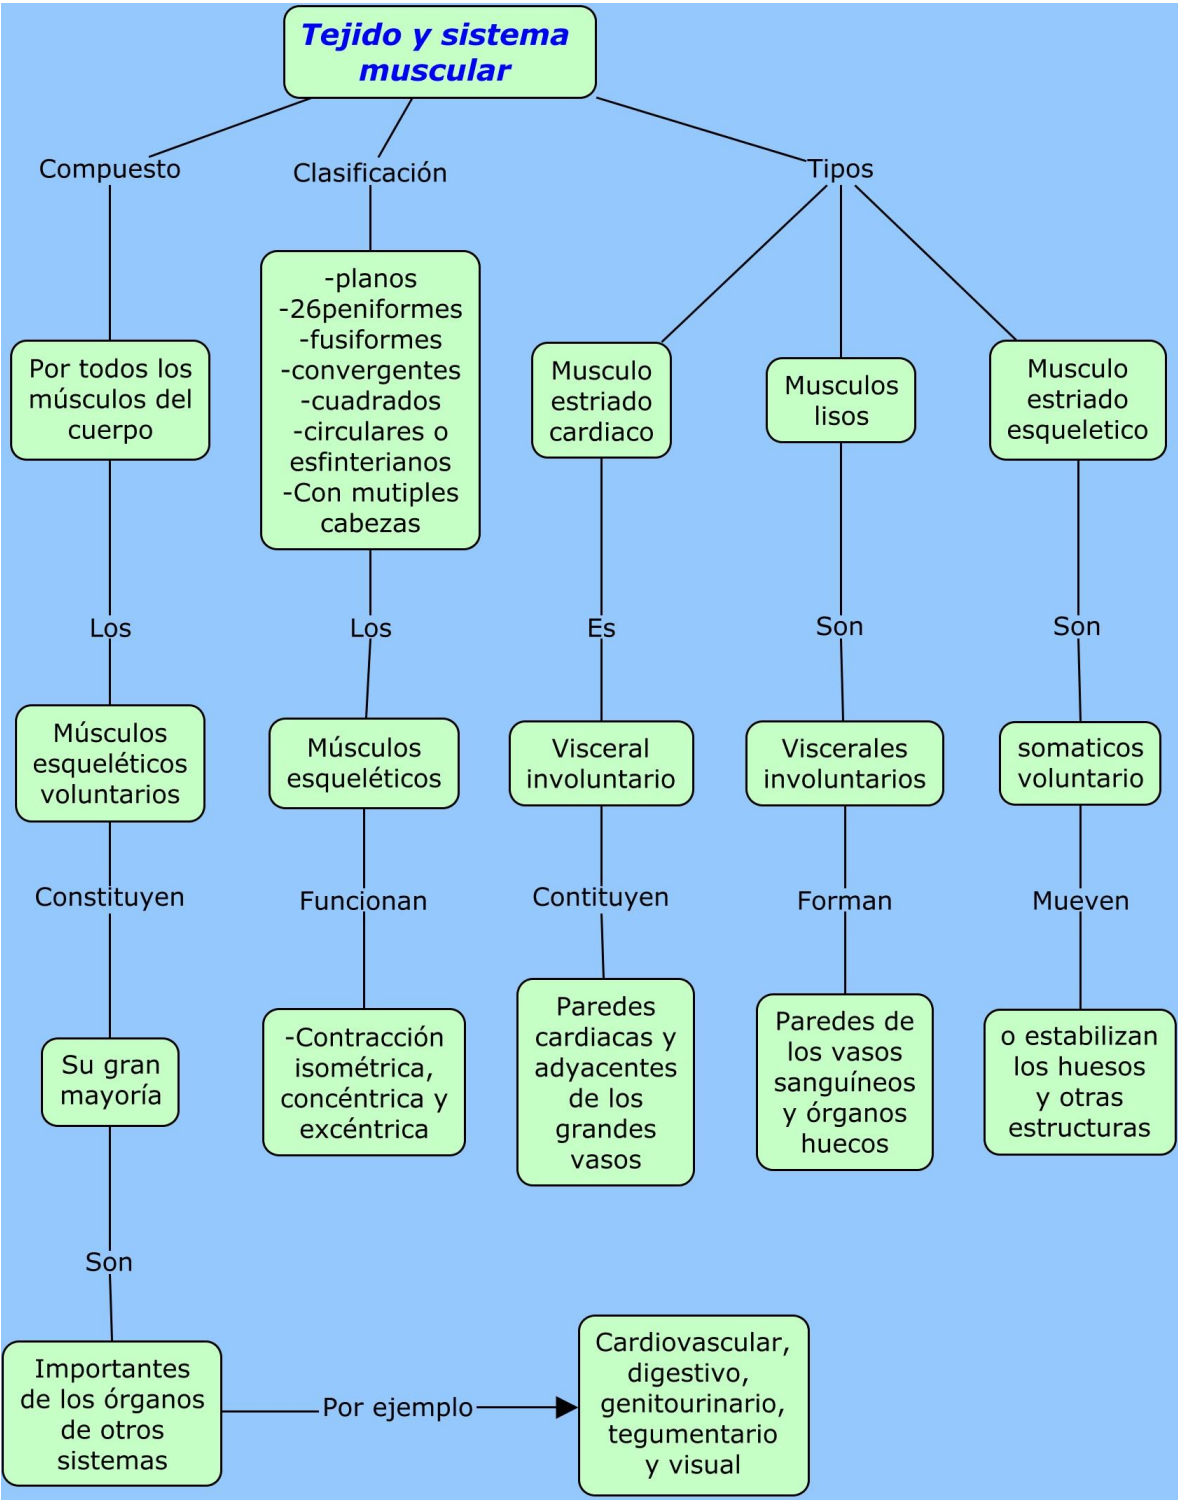 Tejido y sistema
muscular
Compuesto
Clasificación
Tipos
Por todos los
músculos del
cuerpo
-planos
-26peniformes
-fusiformes
-convergentes
-cuadrados
-circulares o
esfinterianos
-Con mutiples
cabezas
Musculo
estriado
cardiaco
Musculos
lisos
Musculo
estriado
esqueletico
Los
Los
Es
Son
Son
Músculos
esqueléticos
voluntarios
Músculos
esqueléticos
Visceral
involuntario
Viscerales
involuntarios
somaticos
voluntario
Constituyen
Funcionan
Contituyen
Forman
Mueven
Su gran
mayoría
-Contracción
isométrica,
concéntrica y
excéntrica
Paredes
cardiacas y
adyacentes
de los
grandes
vasos
Paredes de
los vasos
sanguíneos
y órganos
huecos
o estabilizan
los huesos
y otras
estructuras
Son
Importantes
de los órganos
de otros
sistemas
Por ejemplo
Cardiovascular,
digestivo,
genitourinario,
tegumentario
y visual